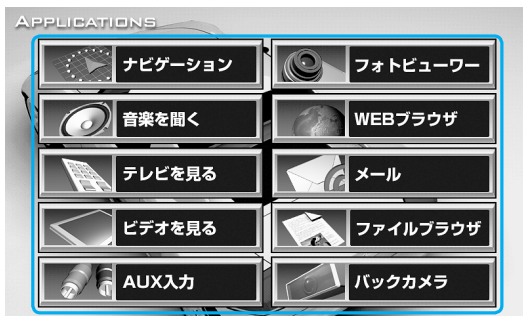 APPLICATIONS
ナビゲーション
フォトビューワー
音楽を聞く
WEBブラウザ
テレビを見る
メール
ビデオを見る
ファイルブラウザ
AUX入力
バックカメラ